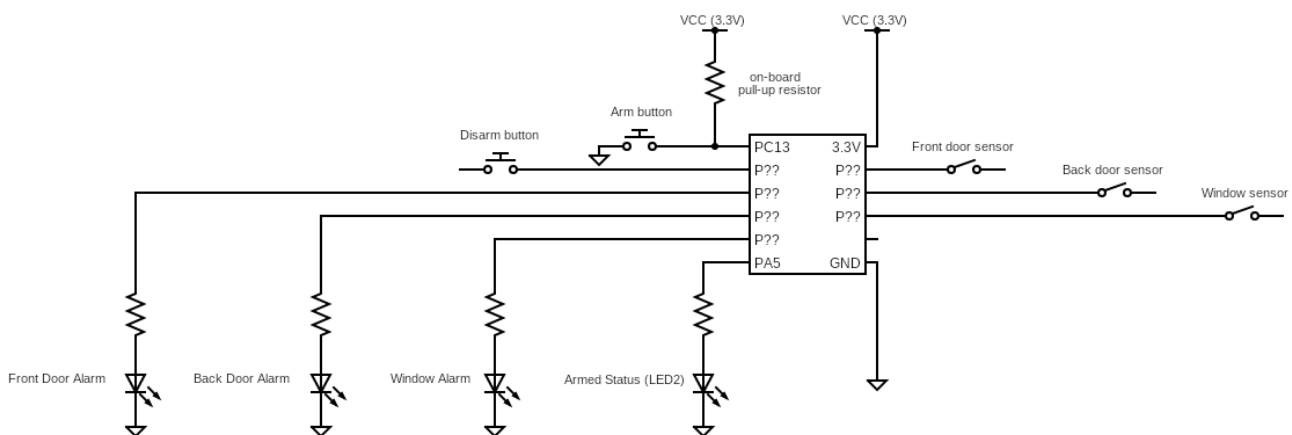 VCC (3.3V)
VCC (3.3V)
on-board
pull-up resistor
Arm button
Disarm button
PC13
3.3V
Front door sensor
P??
P??
Back door sensor
P??
P??
Window sensor
P??
P??
P??
PA5
GND
Front Door Alarm
Back Door Alarm
Window Alarm
Armed Status (LED2)